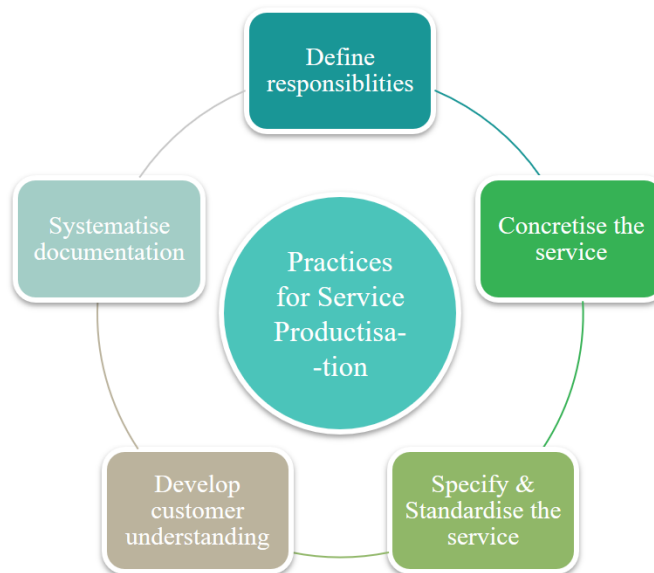 Define
responsiblities
Concretise the
service
Specify &
Standardise the
service
Develop
customer
understanding
Systematise
documentation
Practices
for Service
Productisa-
-tion